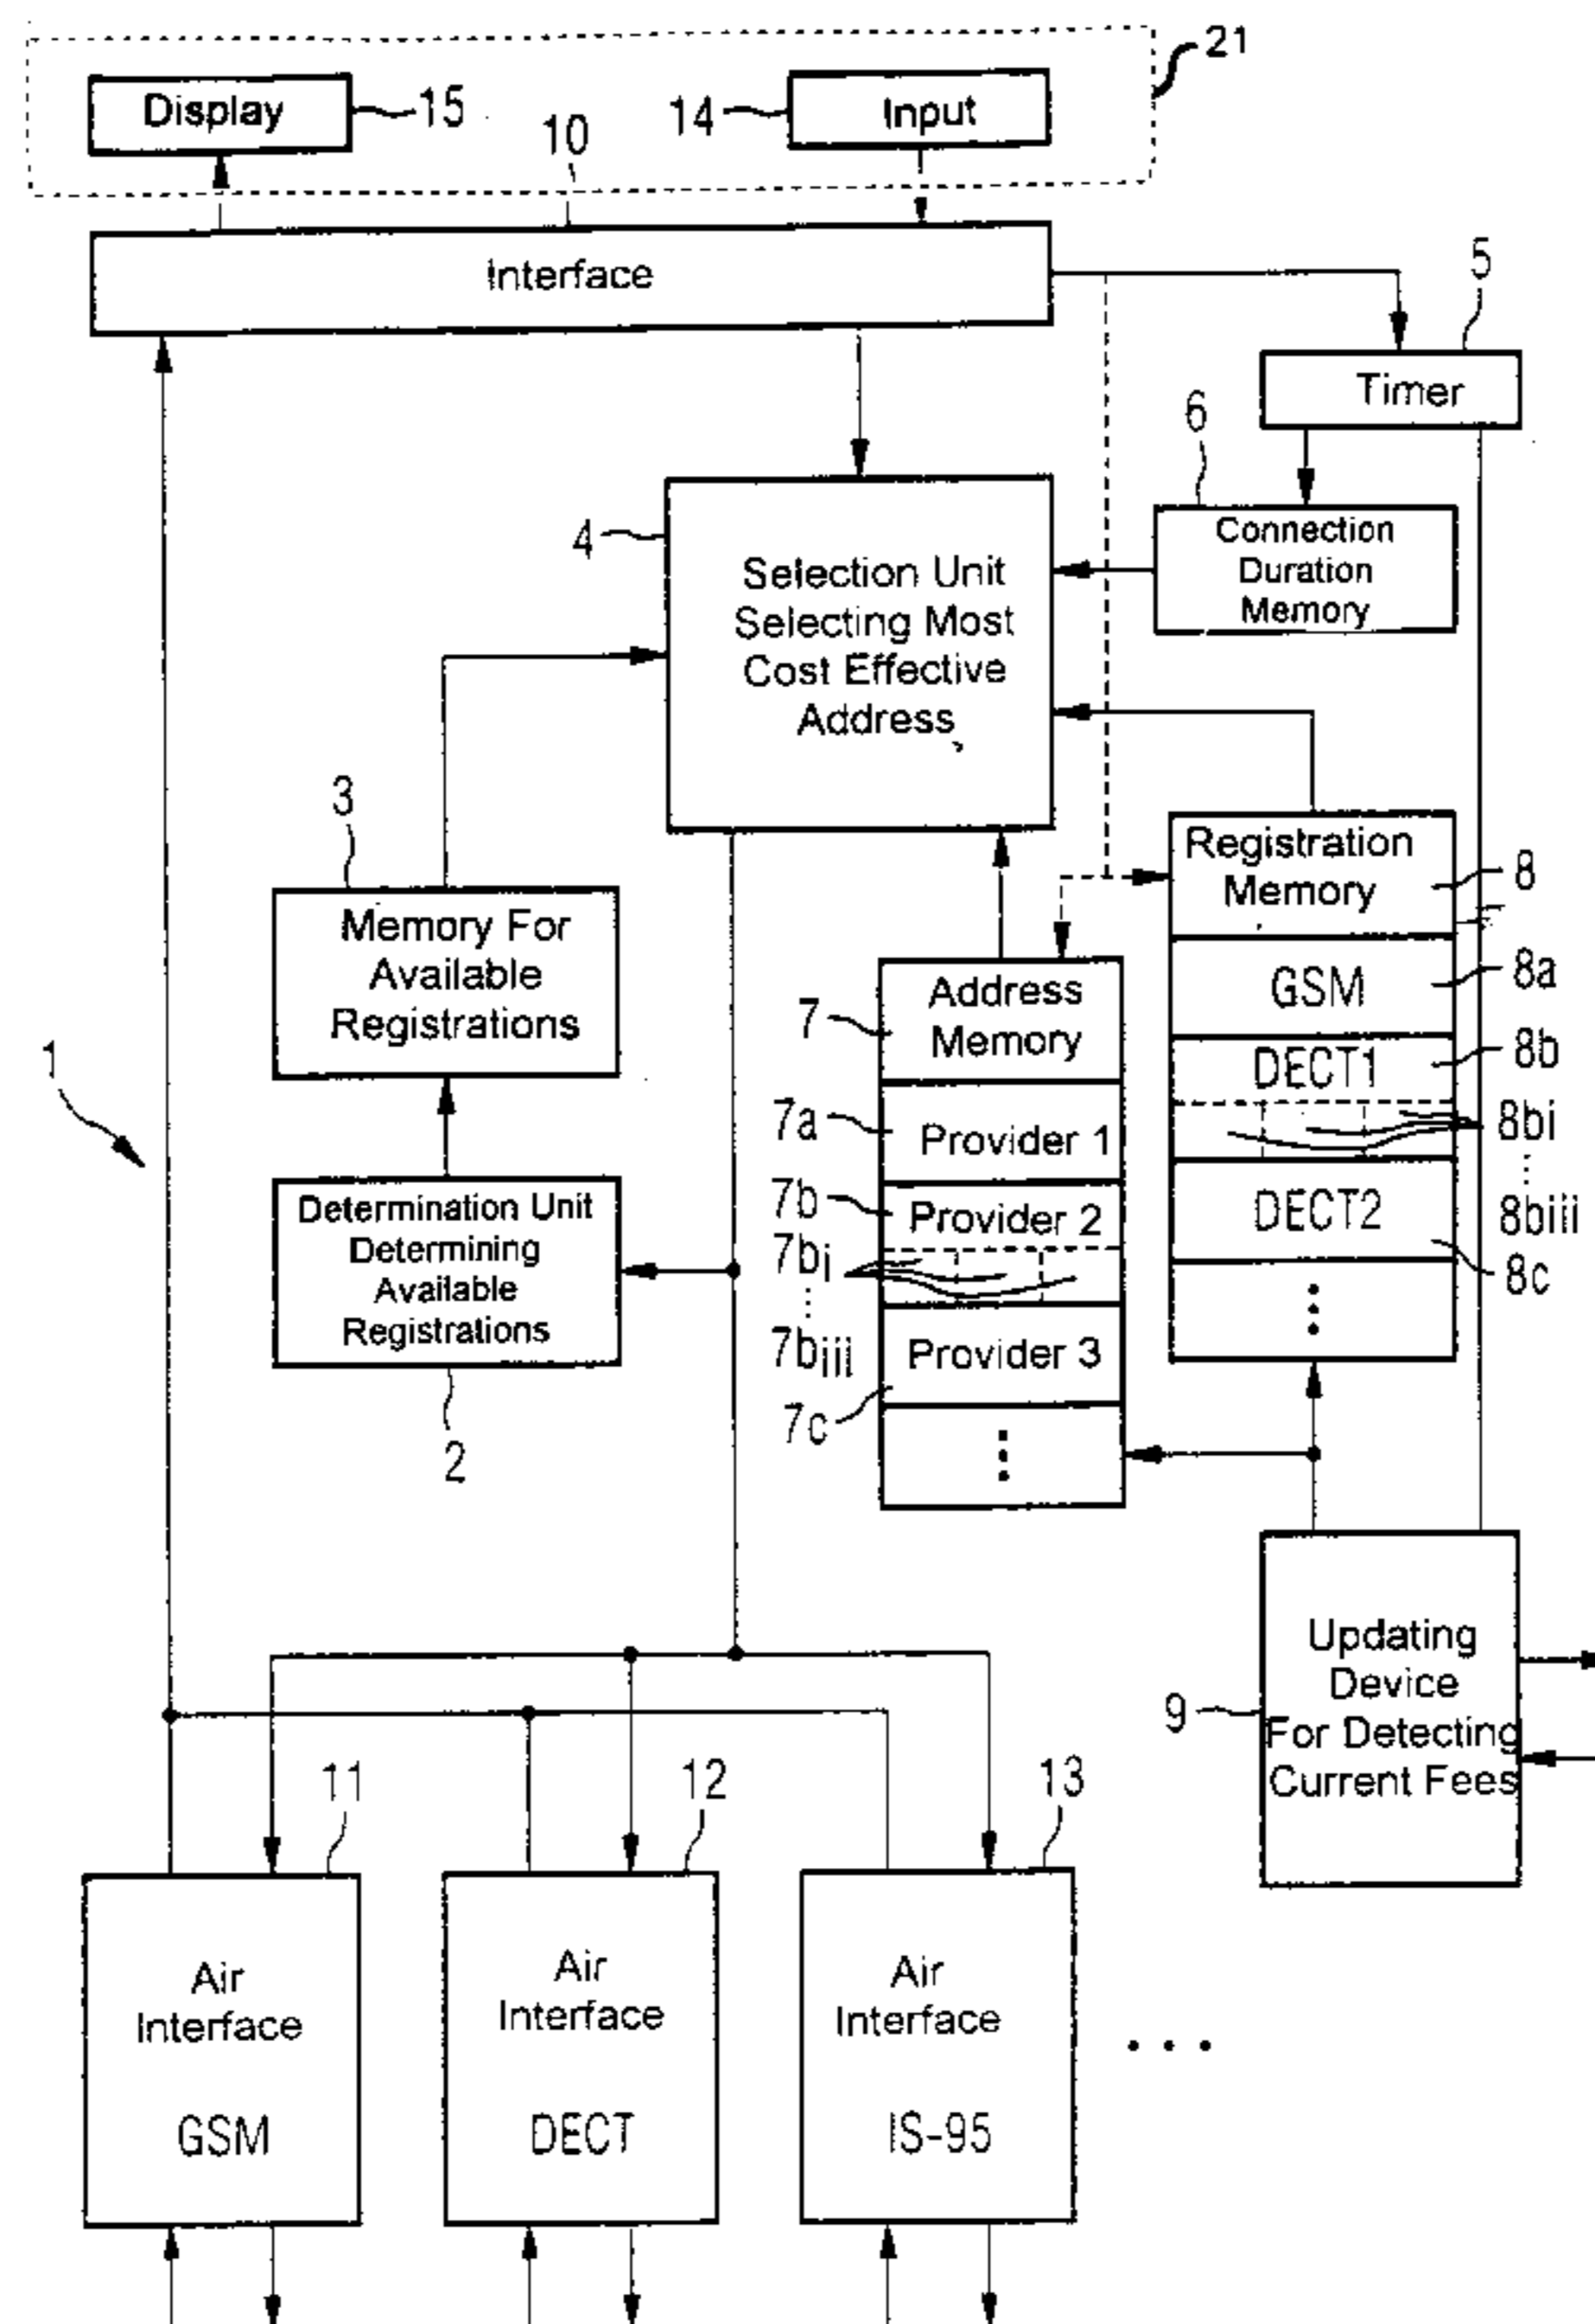 21
Display
15
10
14
Input
Interface
5
Timer
6
Connection
Duration
Memory
4
Selection Unit
Selecting Most
Cost Effective
Address
3
Memory For
Available
Registrations
Registration
Memory
8
GSM
8a
DECT1
8b
8bi
8biii
DECT2
8c
7
Address
Memory
7a
Provider 1
7b
Provider 2
7bi
7biii
Provider 3
7c
1
Determination Unit
Determining
Available
Registrations
2
9
Updating
Device
For Detecting
Current Fees
11
Air
Interface
GSM
12
Air
Interface
DECT
13
Air
Interface
IS-95
. . .